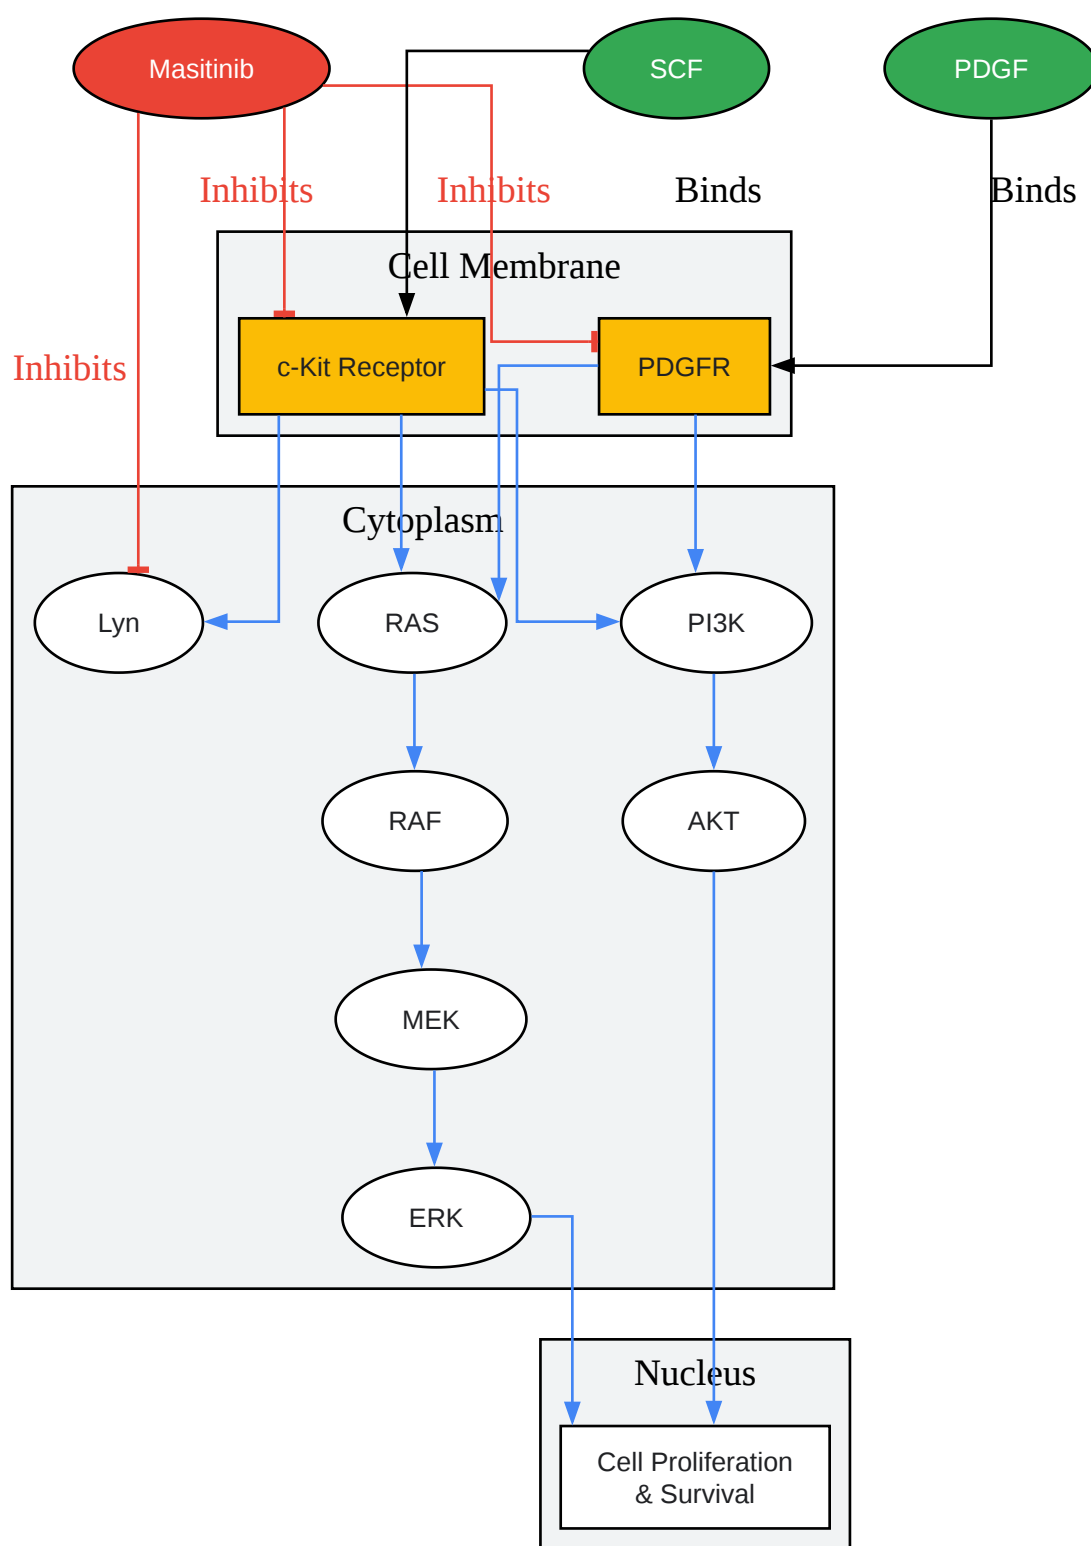 Masitinib
SCF
PDGF
Inhibits
Inhibits
Binds
Binds
Cell Membrane
Inhibits
c-Kit Receptor
PDGFR
Cytoplasm
Lyn
RAS
PI3K
RAF
AKT
MEK
ERK
Nucleus
Cell Proliferation
& Survival